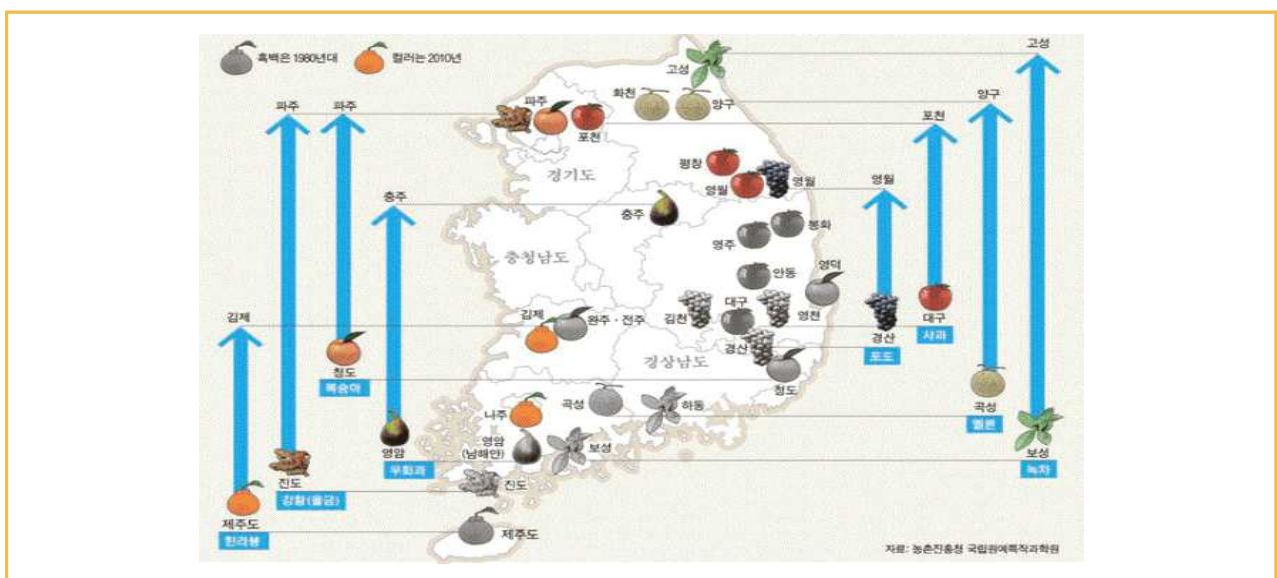 흑백은 1980년대
컬러는 2010년
고성
고성
화천
양구
양구
파주
파주
파주
포천
포천
평창
영월
영월
영월
경기도
충주
충주
봉화
영주
충청남도
안동
영덕
김제
김제
완주·전주
김천
대구
영천
경산
경상남도
청도
경산
포도
대구
사과
청도
복숭아
나주
곡성
하동
곡성
멜론
영암
(남해안)
보성
영암
무화과
보성
녹차
진도
강황(울금)
진도
제주도
한라봉
제주도
자료: 농촌진흥청 국립원예특작과학원